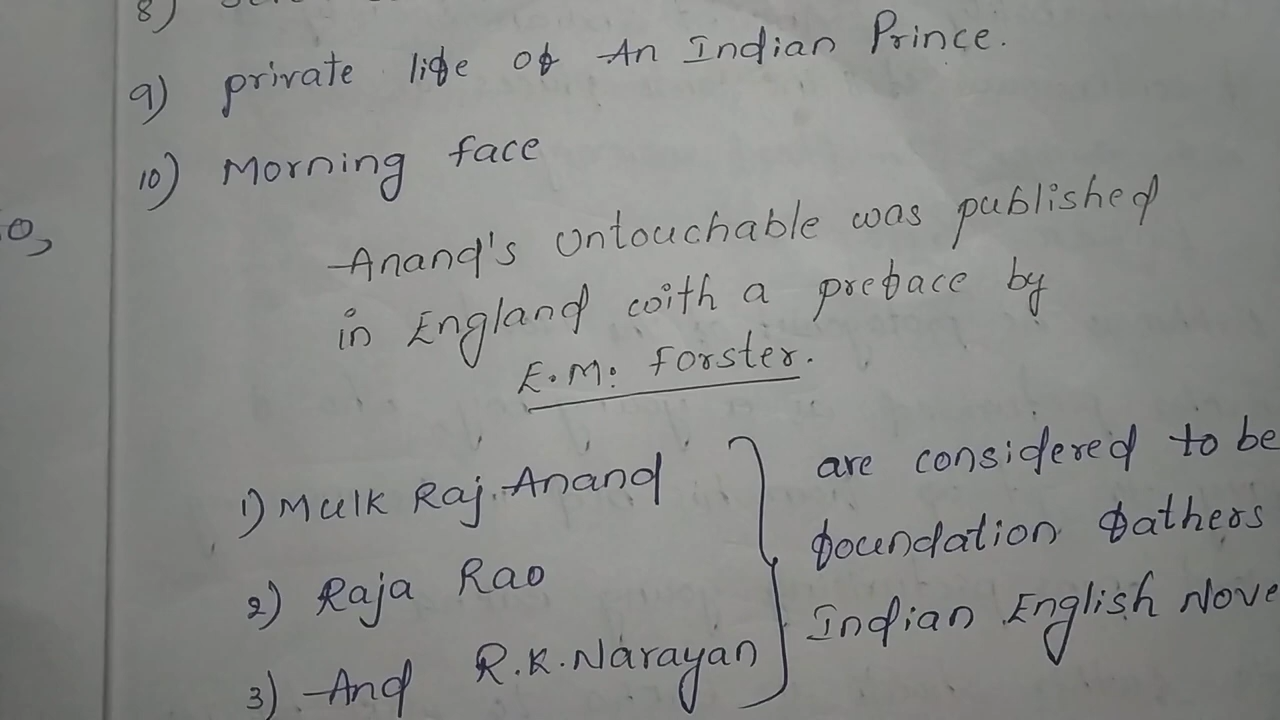 8)
9) private life of An Indian Prince.
10) Morning face
Anand's Untouchable was published
in England with a preface by
E.M. Forster.
1) Mulk Raj. Anand
2) Raja Rao
3) And R.K. Narayan
are considered to be
foundation fathers
Indian English Nove